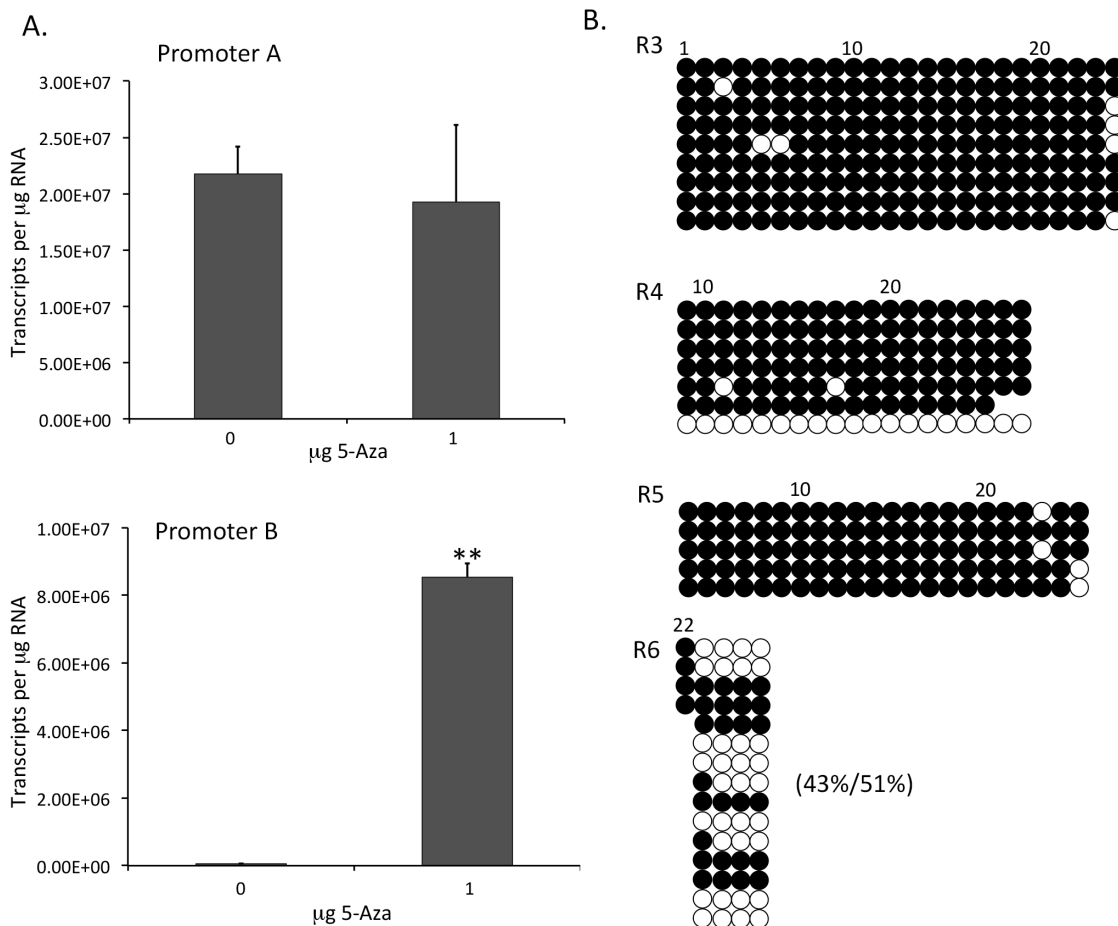 A.
Promoter A
Transcripts per µg RNA
3.00E+07
2.50E+07
2.00E+07
1.50E+07
1.00E+07
5.00E+06
0.00E+00
0 1
µg 5-Aza
Promoter B
Transcripts per µg RNA
1.00E+07
8.00E+06
6.00E+06
4.00E+06
2.00E+06
0.00E+00
**
0 1
µg 5-Aza
B.
R3 1 10 20
R4 10 20
R5 10 20
R6 22
(43%/51%)